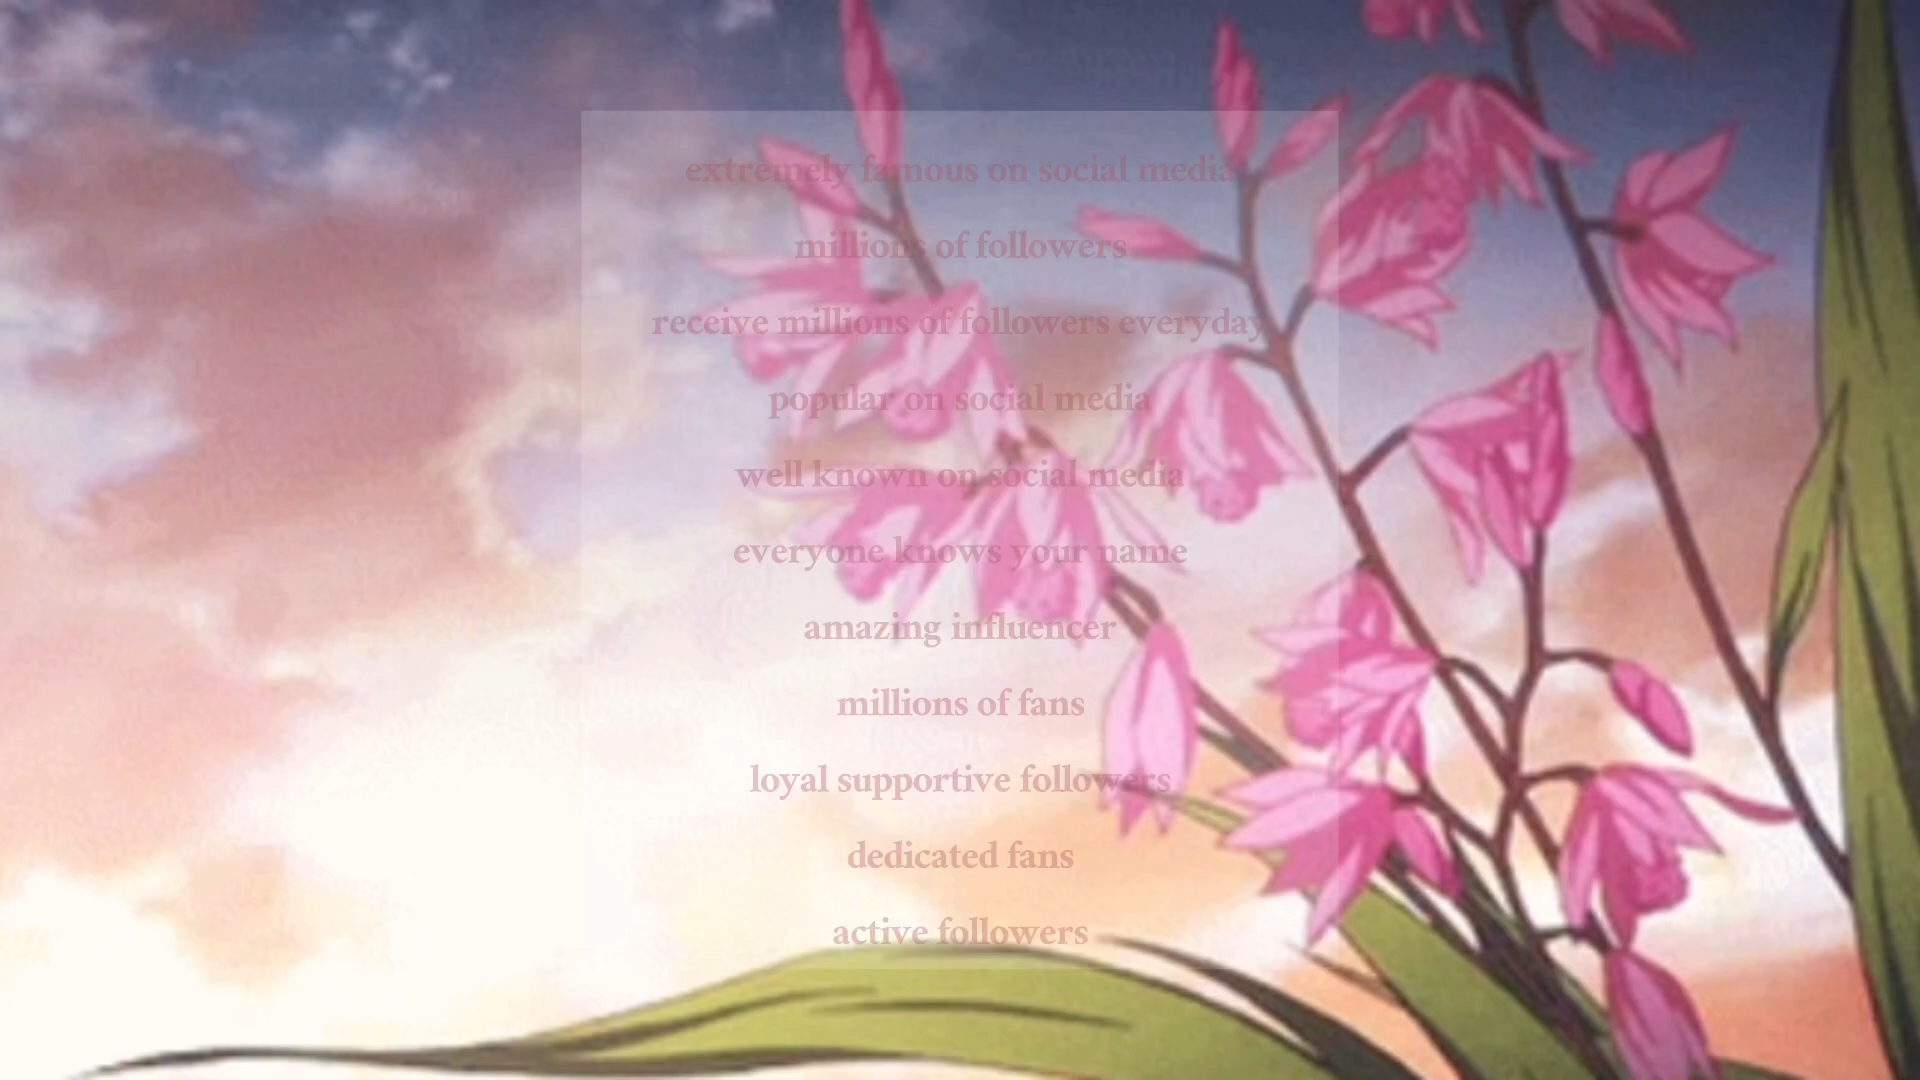 extremely famous on social media
millions of followers
receive millions of followers everyday
popular on social media
well known on social media
everyone knows your name
amazing influencer
millions of fans
loyal supportive followers
dedicated fans
active followers